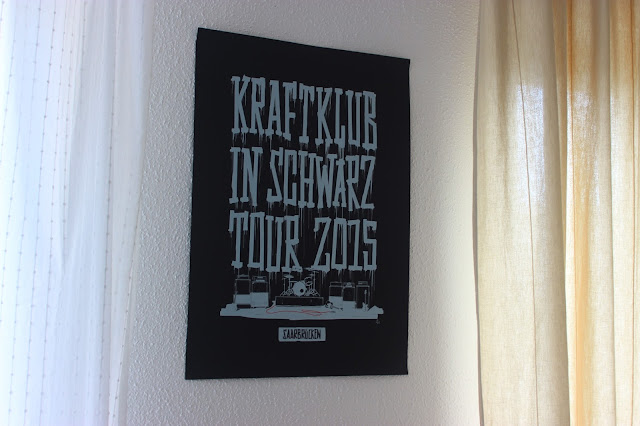 KRAFTKLUB
IN SCHWARZ
TOUR 2015
SAARBRÜCKEN